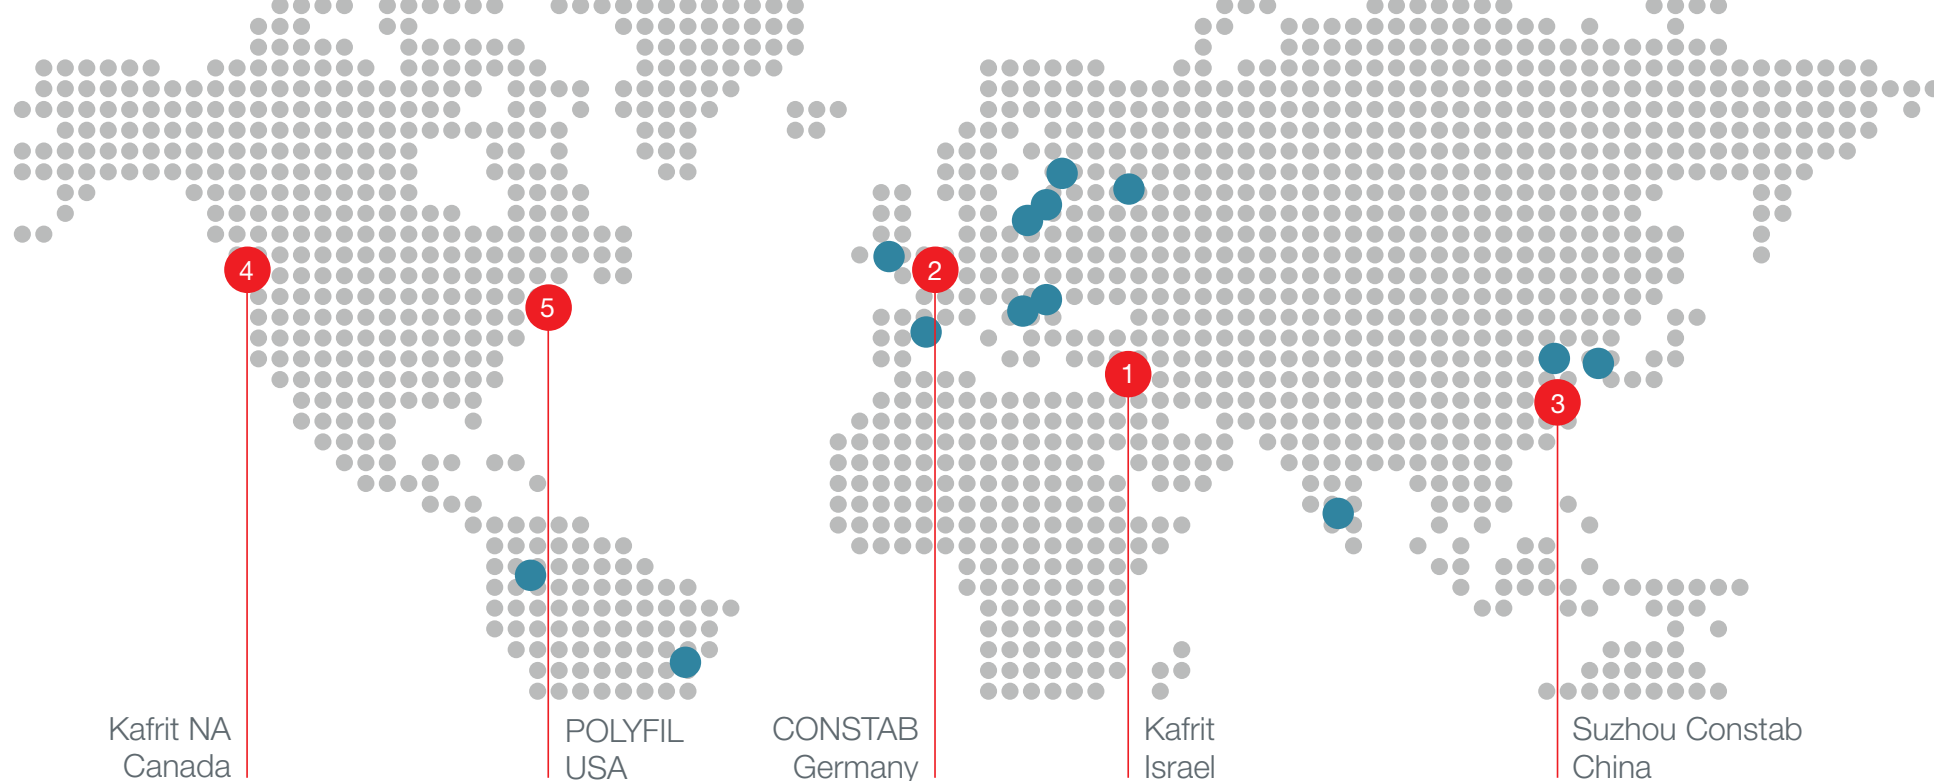 4
5
2
1
3
Kafrit NA
Canada
POLYFIL
USA
CONSTAB
Germany
Kafrit
Israel
Suzhou Constab
China